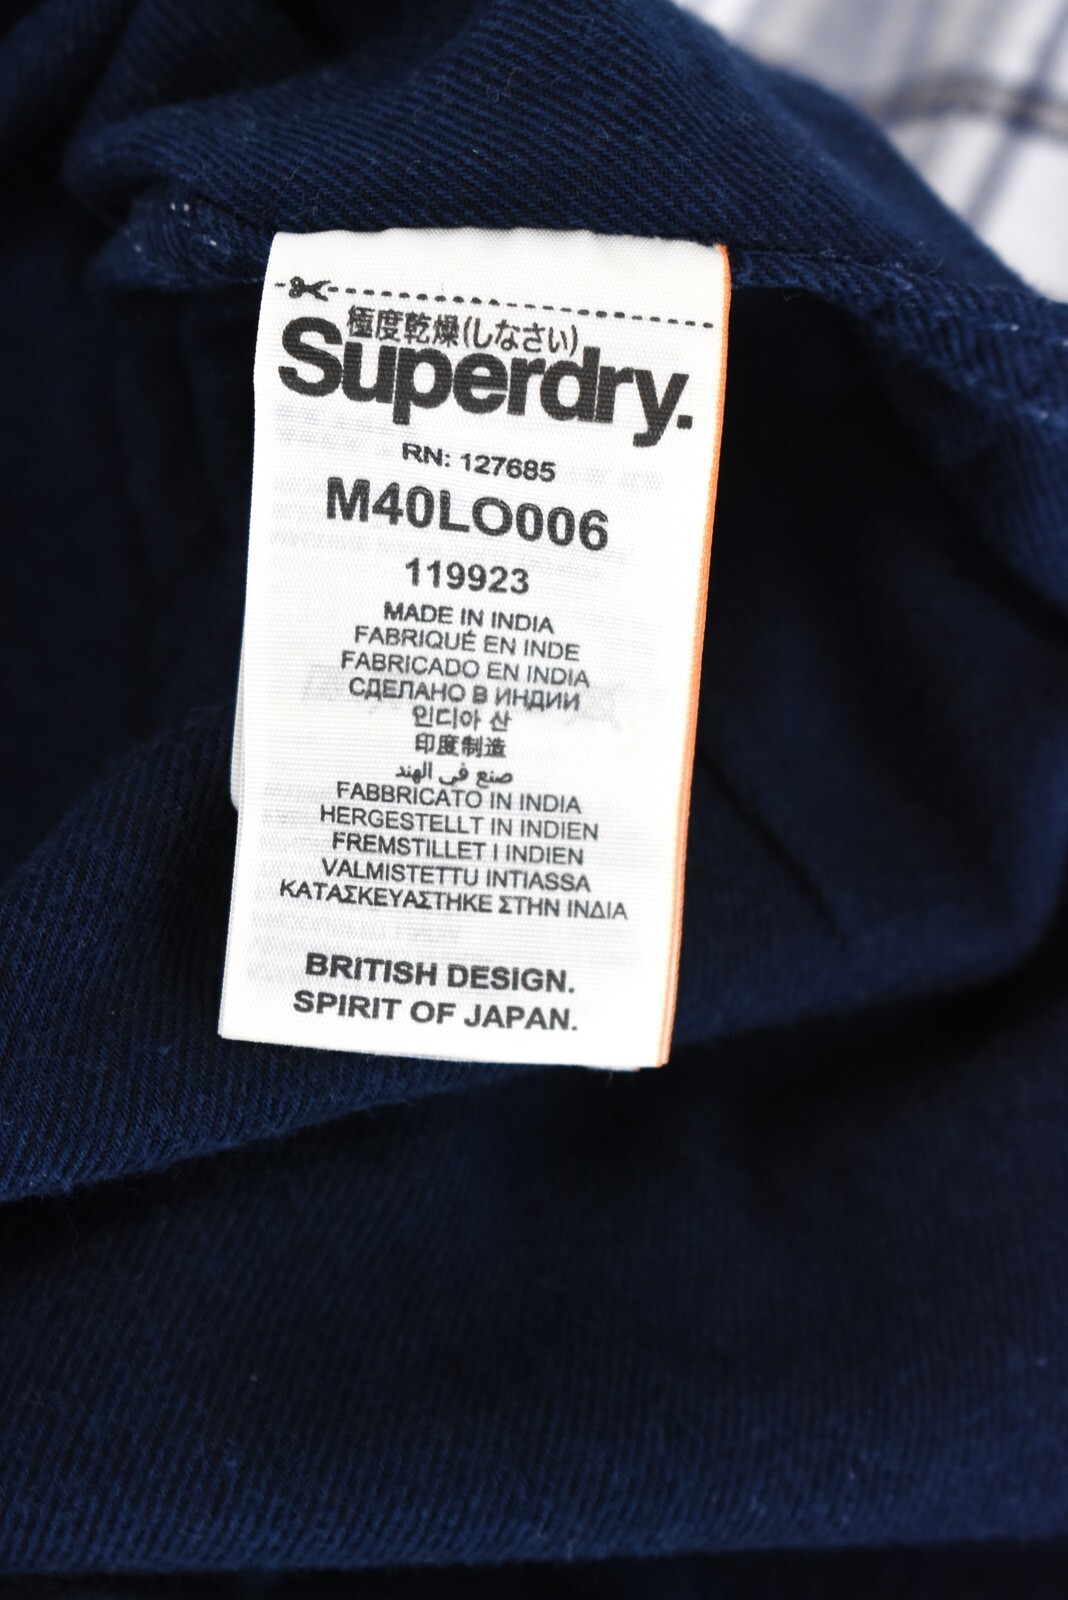 極度乾燥(しなさい)
Superdry.
RN: 127685
M40LO006
119923
MADE IN INDIA
FABRIQUÉ EN INDE
FABRICADO EN INDIA
СДЕЛАНО В ИНДИИ
인디아 산
印度制造
صنع في الهند
FABBRICATO IN INDIA
HERGESTELLT IN INDIEN
FREMSTILLET I INDIEN
VALMISTETTU INTIASSA
ΚΑΤΑΣΚΕΥΑΣΤΗΚΕ ΣΤΗΝ ΙΝΔΙΑ
BRITISH DESIGN.
SPIRIT OF JAPAN.